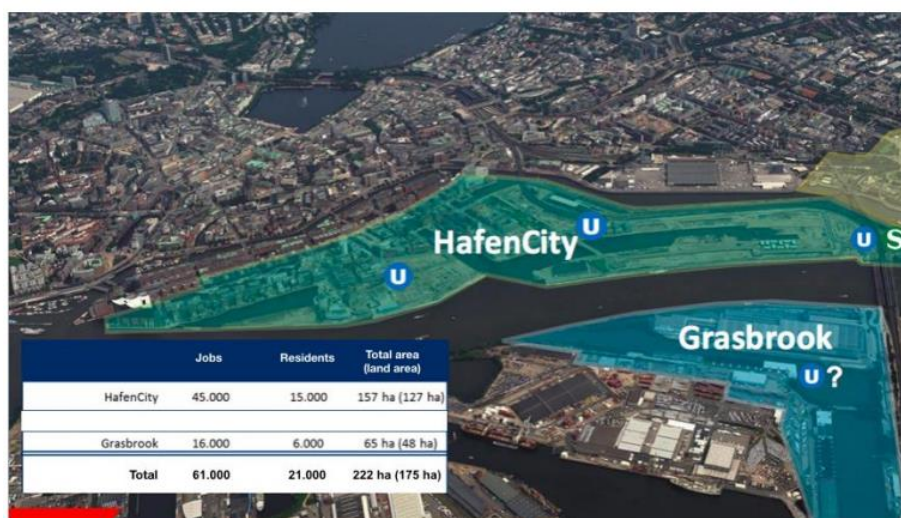 HafenCity
U
U
U
S
Grasbrook
U ?
Jobs Residents Total area
(land area)
HafenCity 45.000 15.000 157 ha (127 ha)
Grasbrook 16.000 6.000 65 ha (48 ha)
Total 61.000 21.000 222 ha (175 ha)